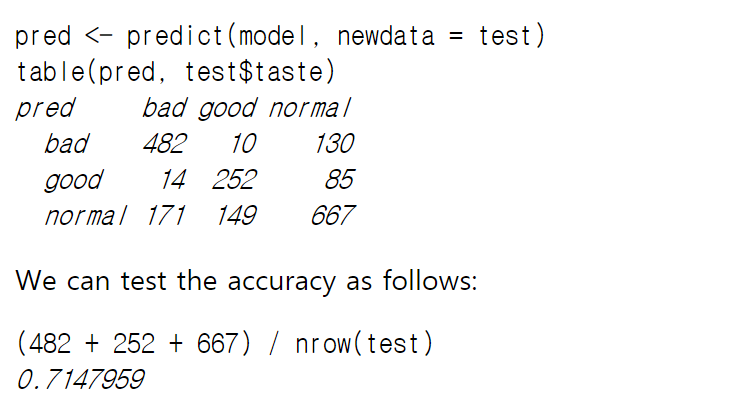 pred <- predict(model, newdata = test)
table(pred, test$taste)
pred bad good normal
bad 482 10 130
good 14 252 85
normal 171 149 667
We can test the accuracy as follows:
(482 + 252 + 667) / nrow(test)
0.7147959